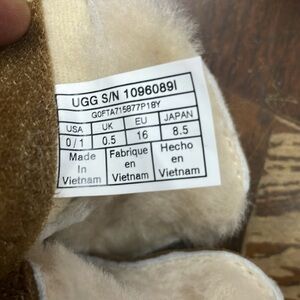 UGG S/N 1096089I
G0FTA715877P18Y
USA UK EU JAPAN
0/1 0.5 16 8.5
Made Fabrique Hecho
In en en
Vietnam Vietnam Vietnam